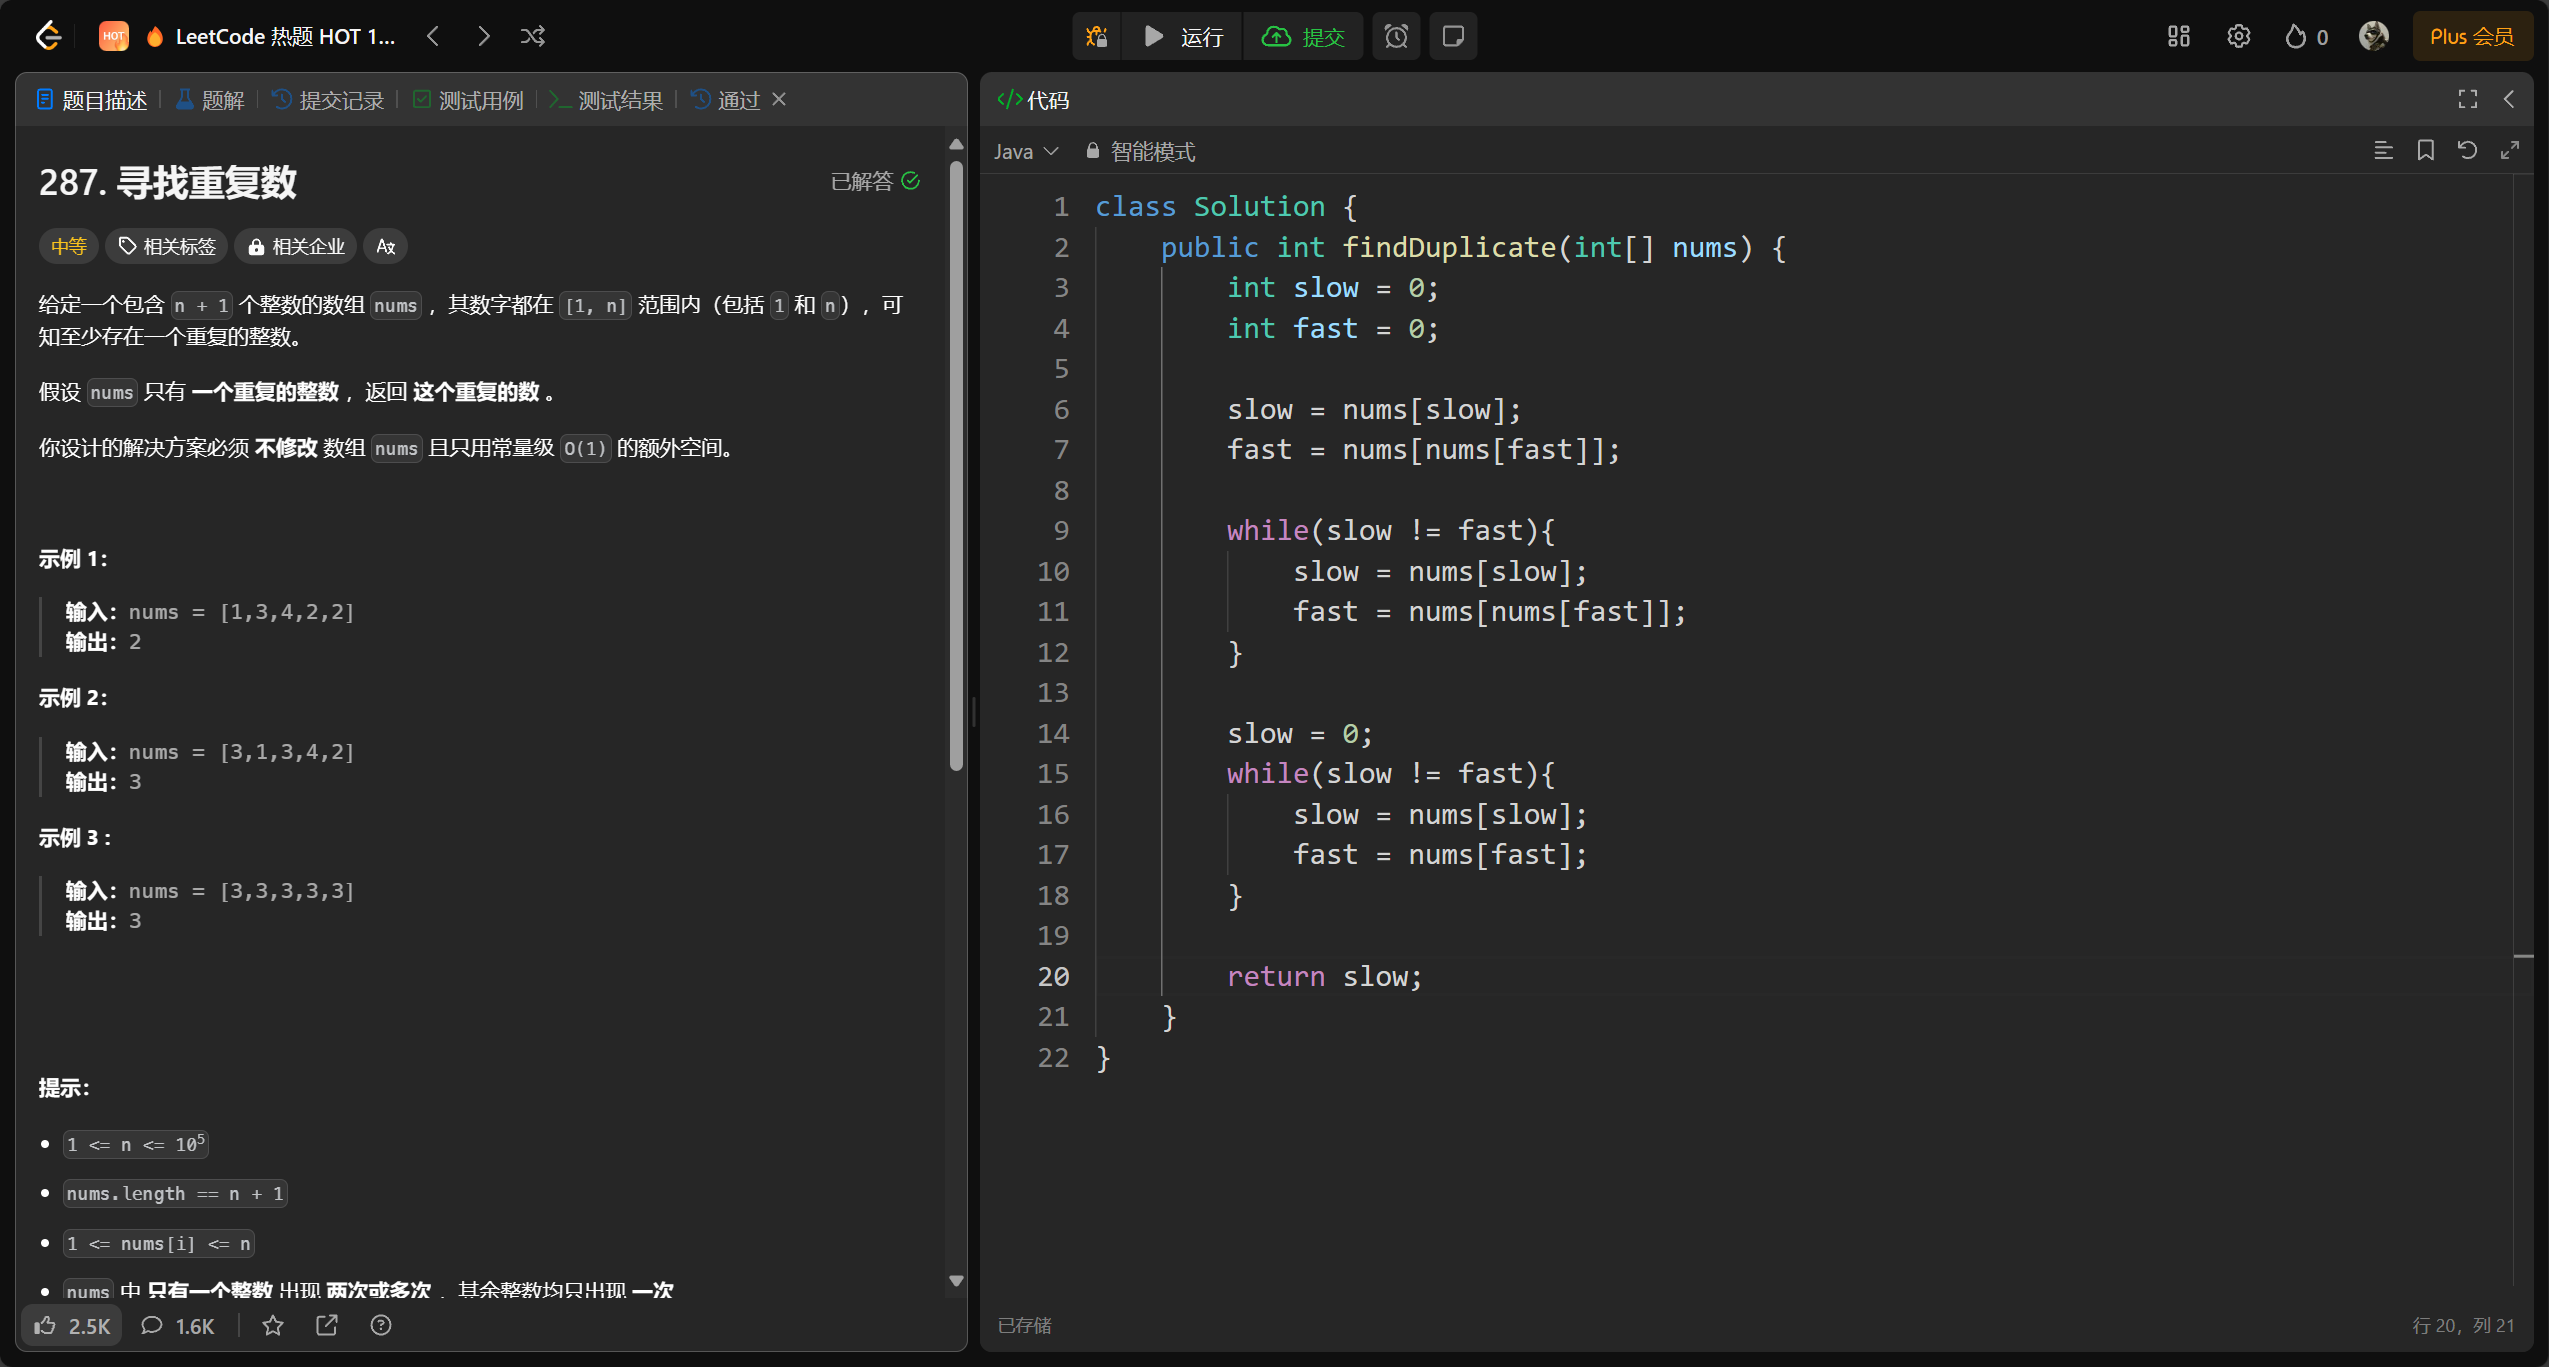 HOT LeetCode 热题 HOT 1... 运行 提交 0 Plus 会员
题目描述 题解 提交记录 测试用例 测试结果 通过
287. 寻找重复数 已解答
中等 相关标签 相关企业
给定一个包含 n + 1 个整数的数组 nums ，其数字都在 [1, n] 范围内（包括 1 和 n），可
知至少存在一个重复的整数。
假设 nums 只有 一个重复的整数 ，返回 这个重复的数 。
你设计的解决方案必须 不修改 数组 nums 且只用常量级 O(1) 的额外空间。
示例 1：
输入：nums = [1,3,4,2,2]
输出：2
示例 2：
输入：nums = [3,1,3,4,2]
输出：3
示例 3 :
输入：nums = [3,3,3,3,3]
输出：3
提示：
1 <= n <= 10⁵
nums.length == n + 1
1 <= nums[i] <= n
nums 中 只有一个整数 出现 两次或多次 ，其余整数均只出现 一次
2.5K 1.6K
</>代码
Java 智能模式
1 class Solution {
2     public int findDuplicate(int[] nums) {
3         int slow = 0;
4         int fast = 0;
5
6         slow = nums[slow];
7         fast = nums[nums[fast]];
8
9         while(slow != fast){
10             slow = nums[slow];
11             fast = nums[nums[fast]];
12         }
13
14         slow = 0;
15         while(slow != fast){
16             slow = nums[slow];
17             fast = nums[fast];
18         }
19
20         return slow;
21     }
22 }
已存储 行 20，列 21